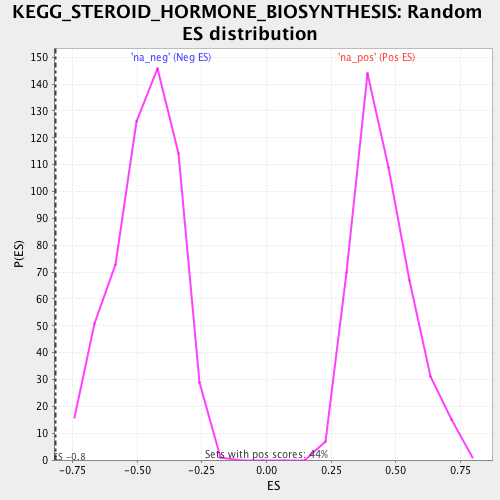 KEGG_STEROID_HORMONE_BIOSYNTHESIS: Random
ES distribution
'na_neg' (Neg ES)
'na_pos' (Pos ES)
150
140
130
120
110
100
90
80
70
60
50
40
30
20
10
0
P(ES)
ES -0.8
Sets with pos scores: 44%
-0.75
-0.50
-0.25
0.00
0.25
0.50
0.75
ES